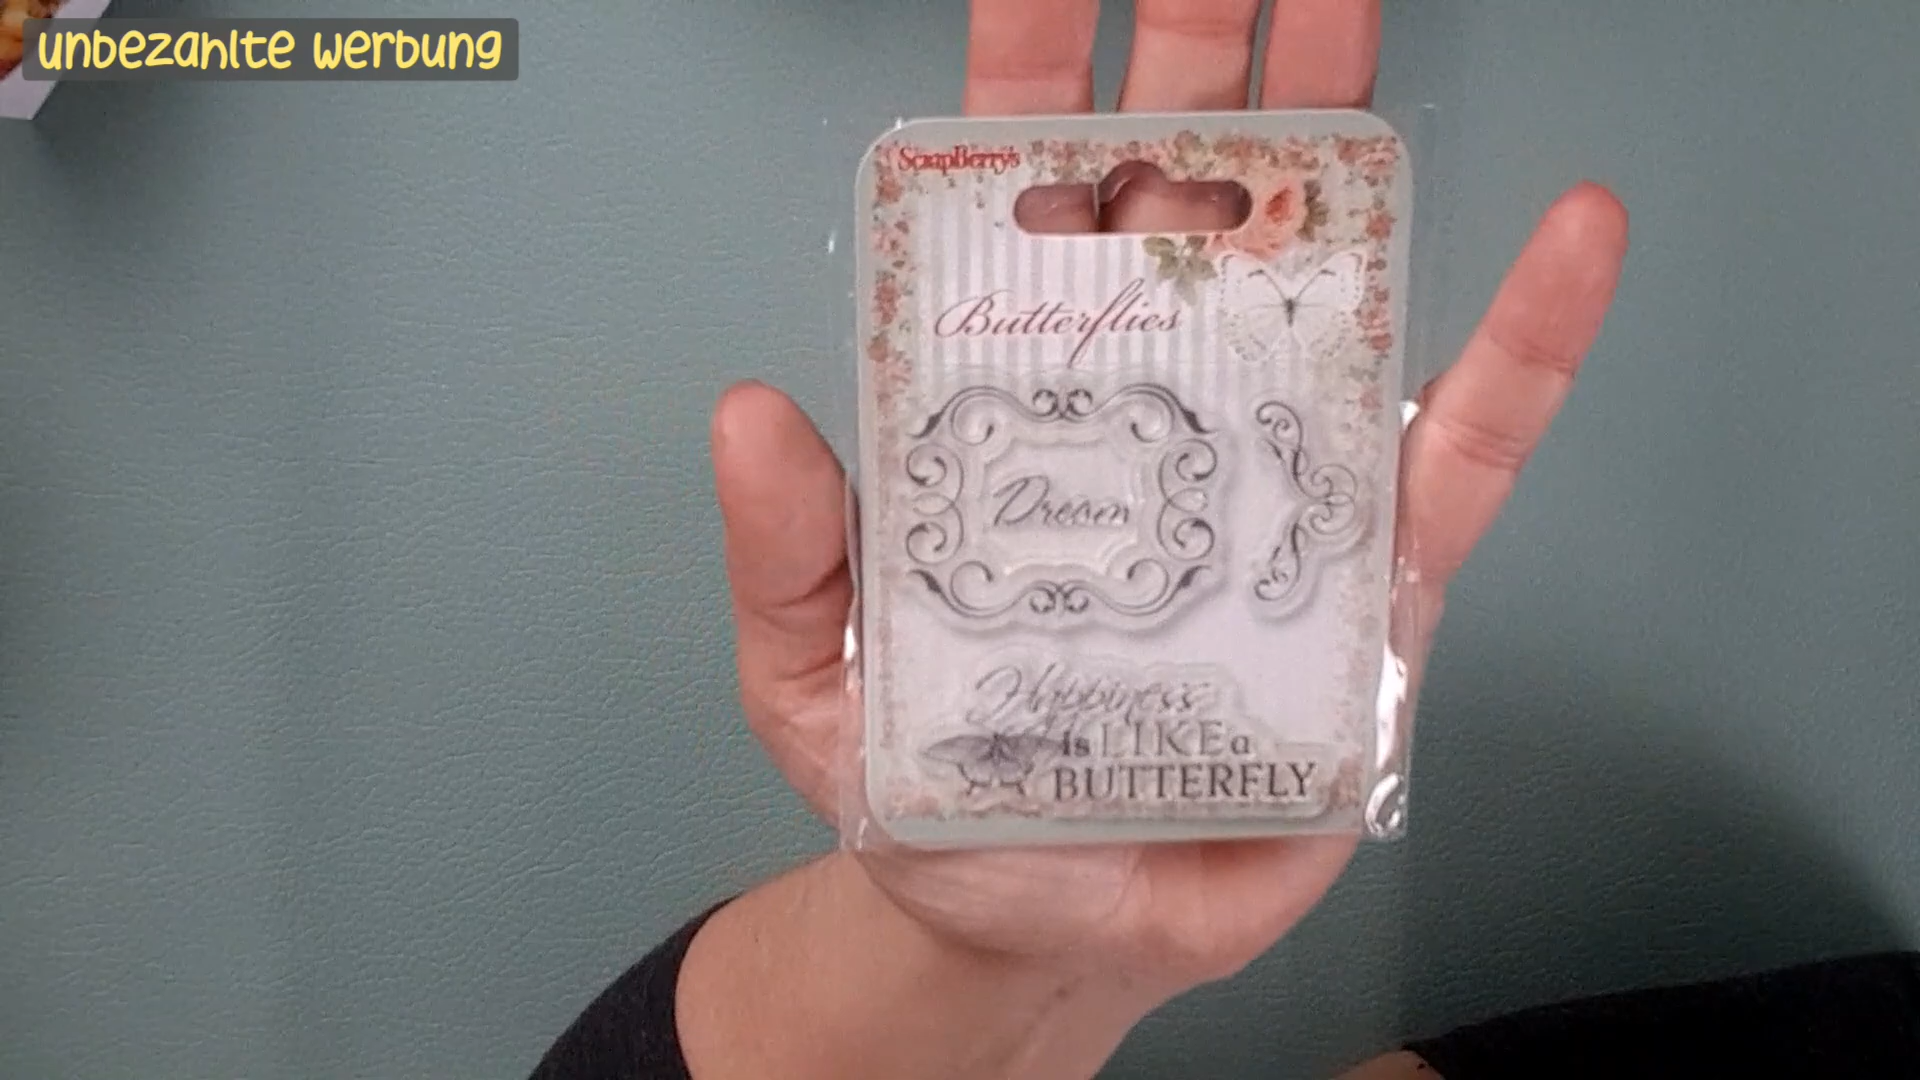 unbezahlte werbung
ScrapBerry's
Butterflies
Dream
Happiness
is LIKE a
BUTTERFLY